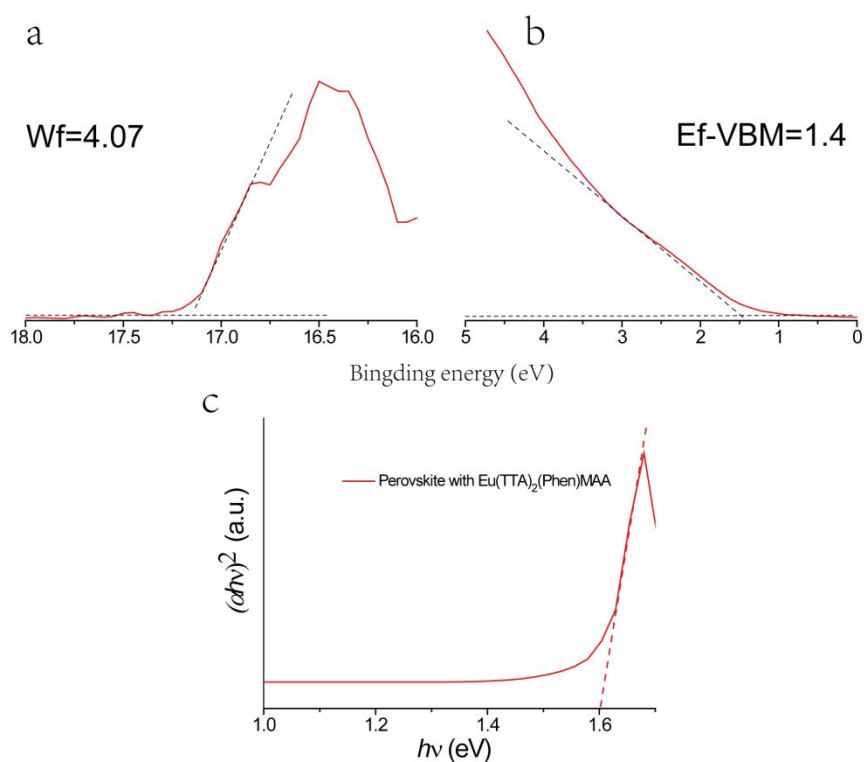 a
b
Wf=4.07
Ef-VBM=1.4
18.0 17.5 17.0 16.5 16.0
5 4 3 2 1 0
Bingding energy (eV)
c
Perovskite with Eu(TTA)₂(Phen)MAA
(αhν)² (a.u.)
1.0 1.2 1.4 1.6
hν (eV)